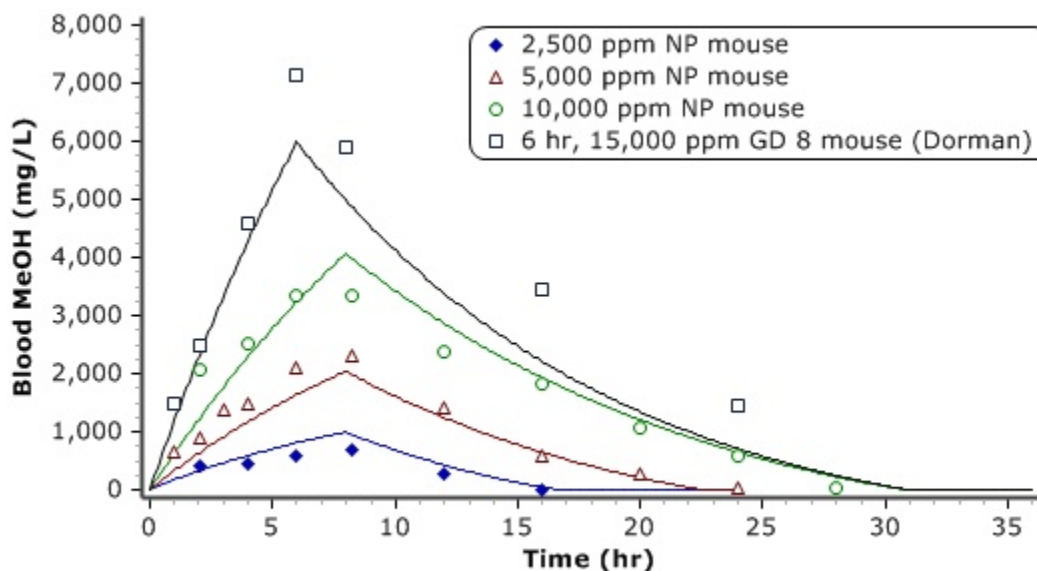 8,000
7,000
6,000
5,000
4,000
3,000
2,000
1,000
0
Blood MeOH (mg/L)
2,500 ppm NP mouse
5,000 ppm NP mouse
10,000 ppm NP mouse
6 hr, 15,000 ppm GD 8 mouse (Dorman)
0 5 10 15 20 25 30 35
Time (hr)